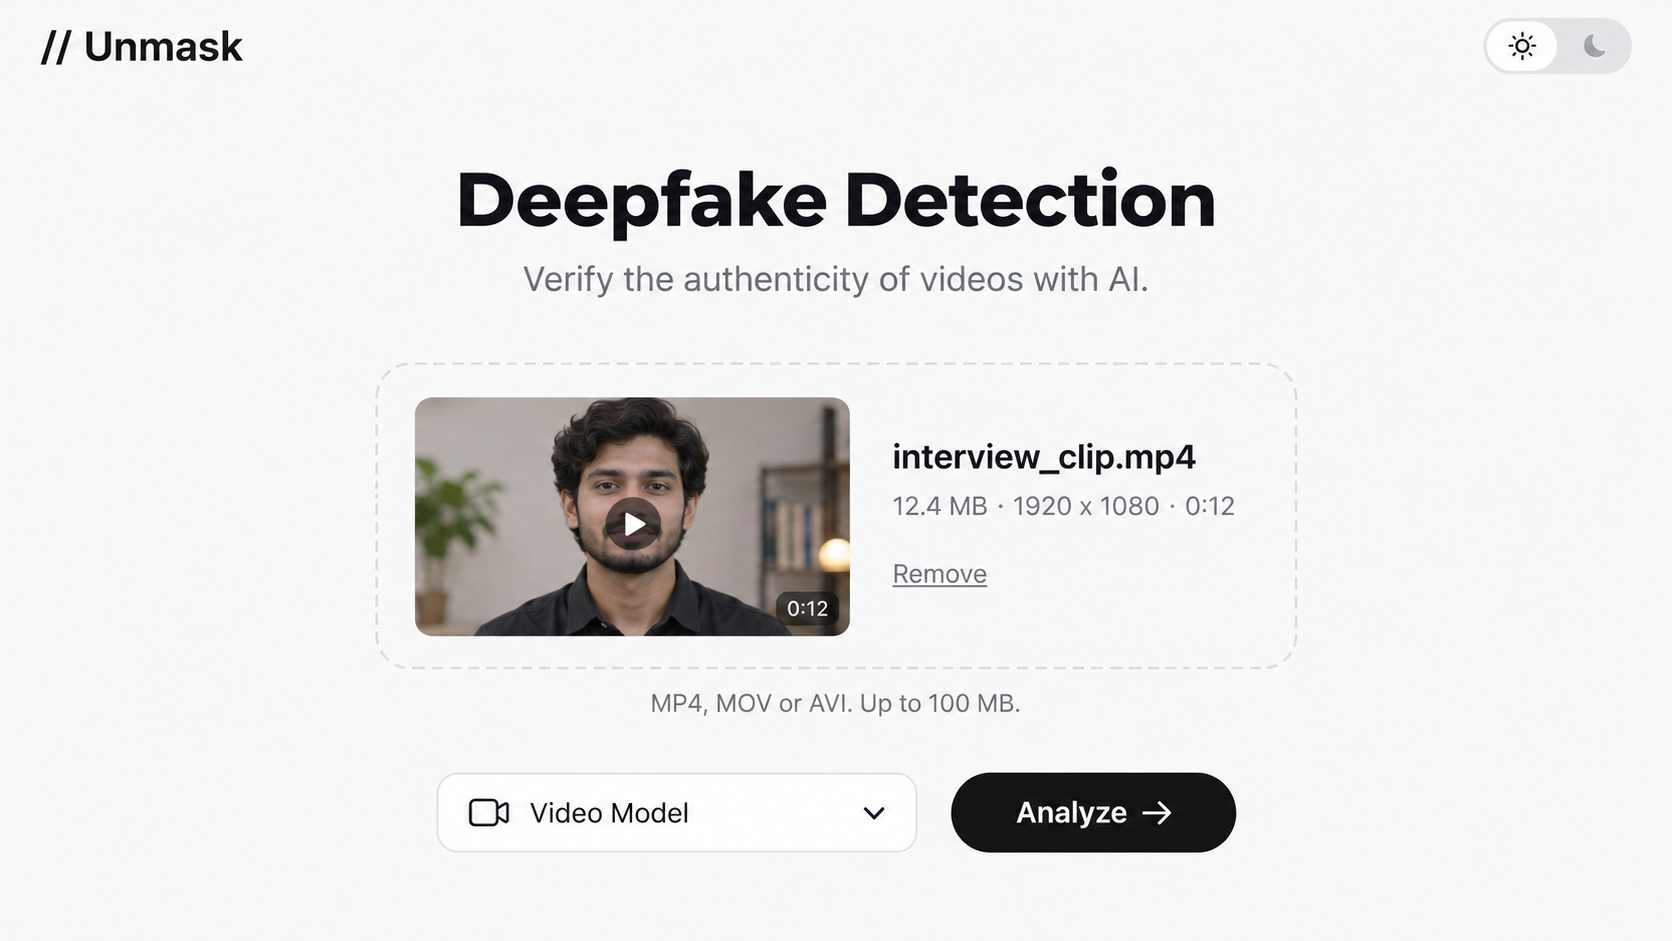 // Unmask
Deepfake Detection
Verify the authenticity of videos with AI.
0:12
interview_clip.mp4
12.4 MB · 1920 x 1080 · 0:12
Remove
MP4, MOV or AVI. Up to 100 MB.
Video Model
Analyze →